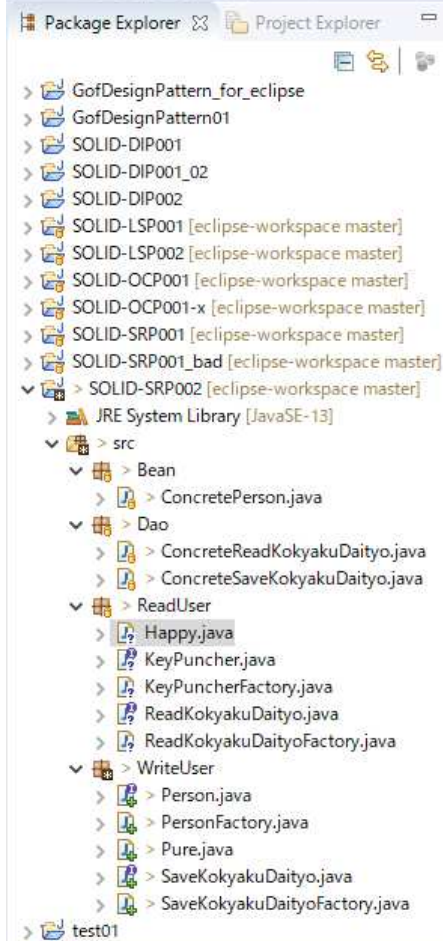 Package Explorer Project Explorer
> GofDesignPattern_for_eclipse
> GofDesignPattern01
> SOLID-DIP001
> SOLID-DIP001_02
> SOLID-DIP002
> SOLID-LSP001 [eclipse-workspace master]
> SOLID-LSP002 [eclipse-workspace master]
> SOLID-OCP001 [eclipse-workspace master]
> SOLID-OCP001-x [eclipse-workspace master]
> SOLID-SRP001 [eclipse-workspace master]
> SOLID-SRP001_bad [eclipse-workspace master]
> SOLID-SRP002 [eclipse-workspace master]
> JRE System Library [JavaSE-13]
> src
> Bean
> > ConcretePerson.java
> Dao
> > ConcreteReadKokyakuDaityo.java
> > ConcreteSaveKokyakuDaityo.java
> ReadUser
> Happy.java
> KeyPuncher.java
> KeyPuncherFactory.java
> ReadKokyakuDaityo.java
> ReadKokyakuDaityoFactory.java
> WriteUser
> > Person.java
> > PersonFactory.java
> > Pure.java
> > SaveKokyakuDaityo.java
> > SaveKokyakuDaityoFactory.java
> test01